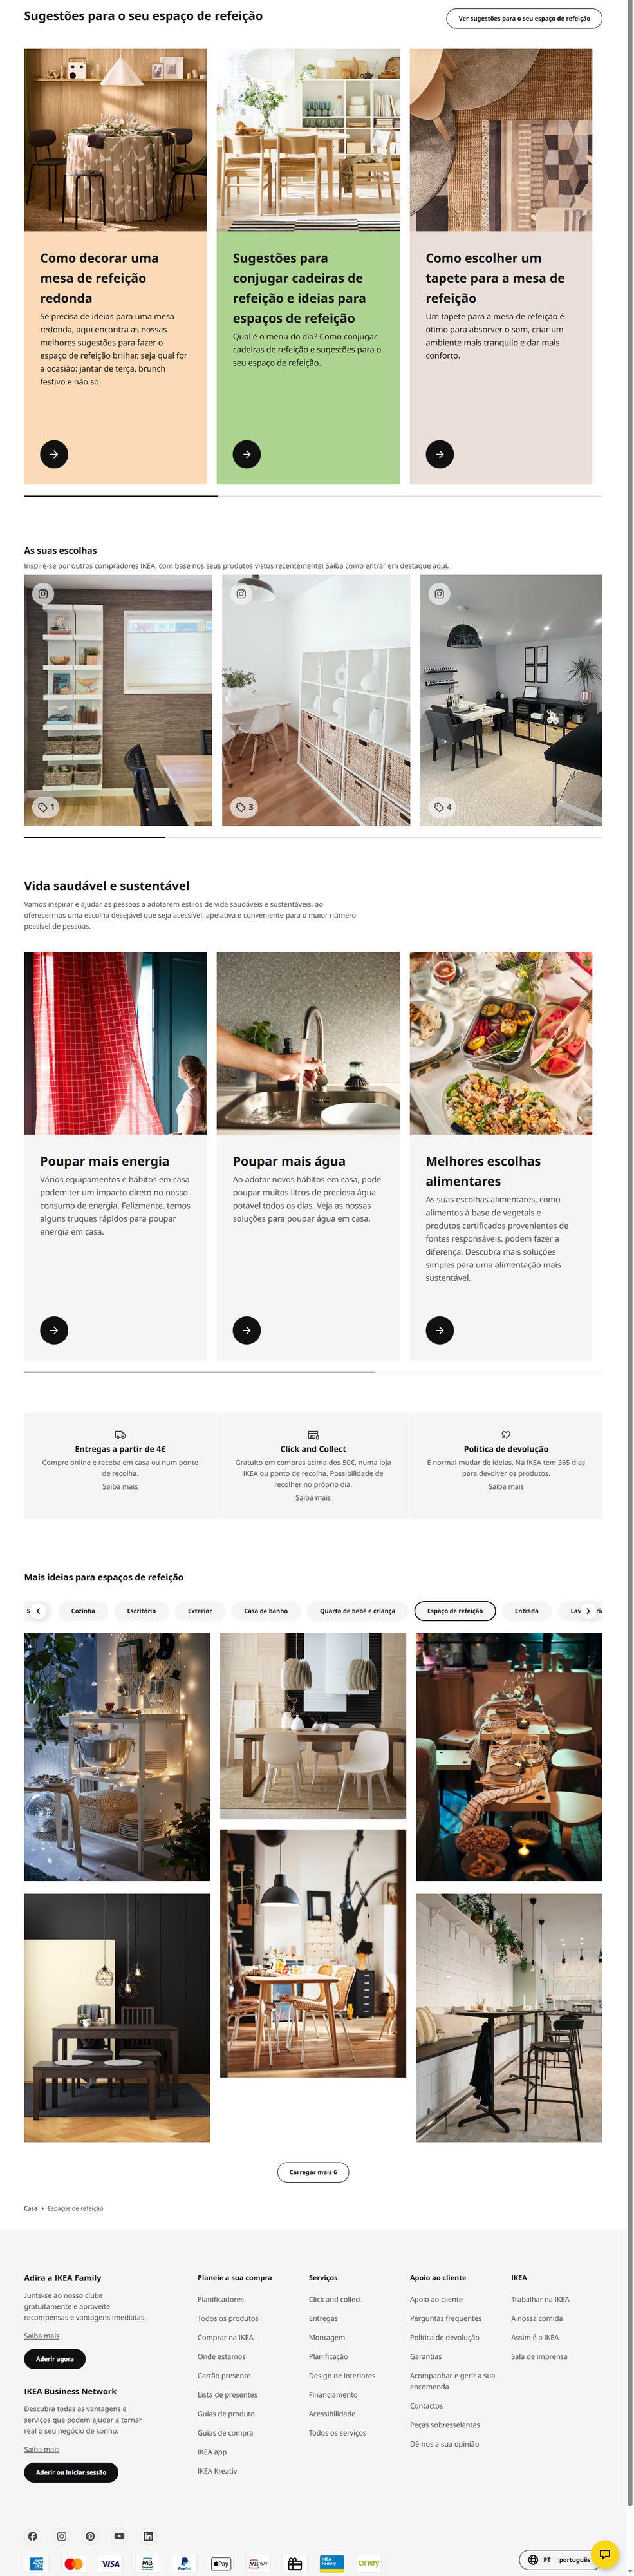 Sugestões para o seu espaço de refeição
Ver sugestões para o seu espaço de refeição
Como decorar uma
mesa de refeição
redonda
Se precisa de ideias para uma mesa
redonda, aqui encontra as nossas
melhores sugestões para fazer o
espaço de refeição brilhar, seja qual for
a ocasião: jantar de terça, brunch
festivo e não só.
Sugestões para
conjugar cadeiras de
refeição e ideias para
espaços de refeição
Qual é o menu do dia? Como conjugar
cadeiras de refeição e sugestões para o
seu espaço de refeição.
Como escolher um
tapete para a mesa de
refeição
Um tapete para a mesa de refeição é
ótimo para absorver o som, criar um
ambiente mais tranquilo e dar mais
conforto.
As suas escolhas
Inspire-se por outros compradores IKEA, com base nos seus produtos vistos recentemente! Saiba como entrar em destaque aqui.
1
3
4
Vida saudável e sustentável
Vamos inspirar e ajudar as pessoas a adotarem estilos de vida saudáveis e sustentáveis, ao
oferecermos uma escolha desejável que seja acessível, apelativa e conveniente para o maior número
possível de pessoas.
Poupar mais energia
Vários equipamentos e hábitos em casa
podem ter um impacto direto no nosso
consumo de energia. Felizmente, temos
alguns truques rápidos para poupar
energia em casa.
Poupar mais água
Ao adotar novos hábitos em casa, pode
poupar muitos litros de preciosa água
potável todos os dias. Veja as nossas
soluções para poupar água em casa.
Melhores escolhas
alimentares
As suas escolhas alimentares, como
alimentos à base de vegetais e
produtos certificados provenientes de
fontes responsáveis, podem fazer a
diferença. Descubra mais soluções
simples para uma alimentação mais
sustentável.
Entregas a partir de 4€
Compre online e receba em casa ou num ponto
de recolha.
Saiba mais
Click and Collect
Gratuito em compras acima dos 50€, numa loja
IKEA ou ponto de recolha. Possibilidade de
recolher no próprio dia.
Saiba mais
Política de devolução
É normal mudar de ideias. Na IKEA tem 365 dias
para devolver os produtos.
Saiba mais
Mais ideias para espaços de refeição
Cozinha
Escritório
Exterior
Casa de banho
Quarto de bebé e criança
Espaço de refeição
Entrada
Carregar mais 6
Casa › Espaços de refeição
Adira a IKEA Family
Junte-se ao nosso clube
gratuitamente e aproveite
recompensas e vantagens imediatas.
Saiba mais
Aderir agora
IKEA Business Network
Descubra todas as vantagens e
serviços que podem ajudar a tornar
real o seu negócio de sonho.
Saiba mais
Aderir ou iniciar sessão
Planeie a sua compra
Planificadores
Todos os produtos
Comprar na IKEA
Onde estamos
Cartão presente
Lista de presentes
Guias de produto
Guias de compra
IKEA app
IKEA Kreativ
Serviços
Click and collect
Entregas
Montagem
Planificação
Design de interiores
Financiamento
Acessibilidade
Todos os serviços
Apoio ao cliente
Apoio ao cliente
Perguntas frequentes
Política de devolução
Garantias
Acompanhar e gerir a sua
encomenda
Contactos
Peças sobresselentes
Dê-nos a sua opinião
IKEA
Trabalhar na IKEA
A nossa comida
Assim é a IKEA
Sala de imprensa
VISA
MB
PayPal
Pay
MB WAY
IKEA
Family
oney
PT
português